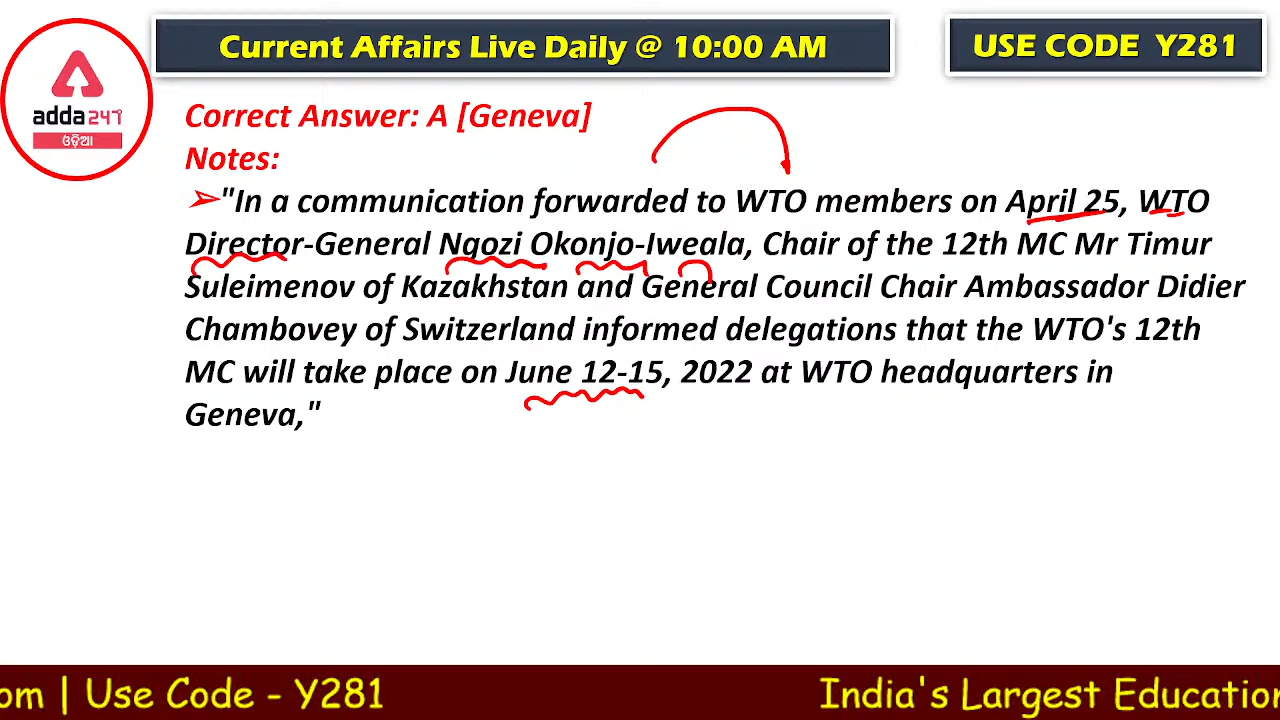 Current Affairs Live Daily @ 10:00 AM
USE CODE Y281
adda247
ଓଡ଼ିଆ
Correct Answer: A [Geneva]
Notes:
➢"In a communication forwarded to WTO members on April 25, WTO
Director-General Ngozi Okonjo-Iweala, Chair of the 12th MC Mr Timur
Suleimenov of Kazakhstan and General Council Chair Ambassador Didier
Chambovey of Switzerland informed delegations that the WTO's 12th
MC will take place on June 12-15, 2022 at WTO headquarters in
Geneva,"
om | Use Code - Y281
India's Largest Education